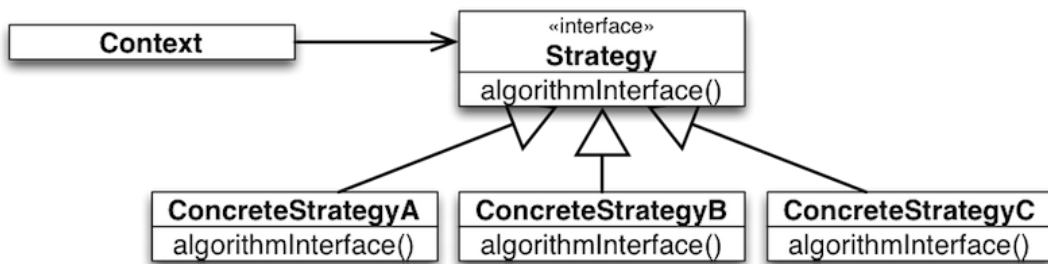 Context
«interface»
Strategy
algorithmInterface()
ConcreteStrategyA
algorithmInterface()
ConcreteStrategyB
algorithmInterface()
ConcreteStrategyC
algorithmInterface()